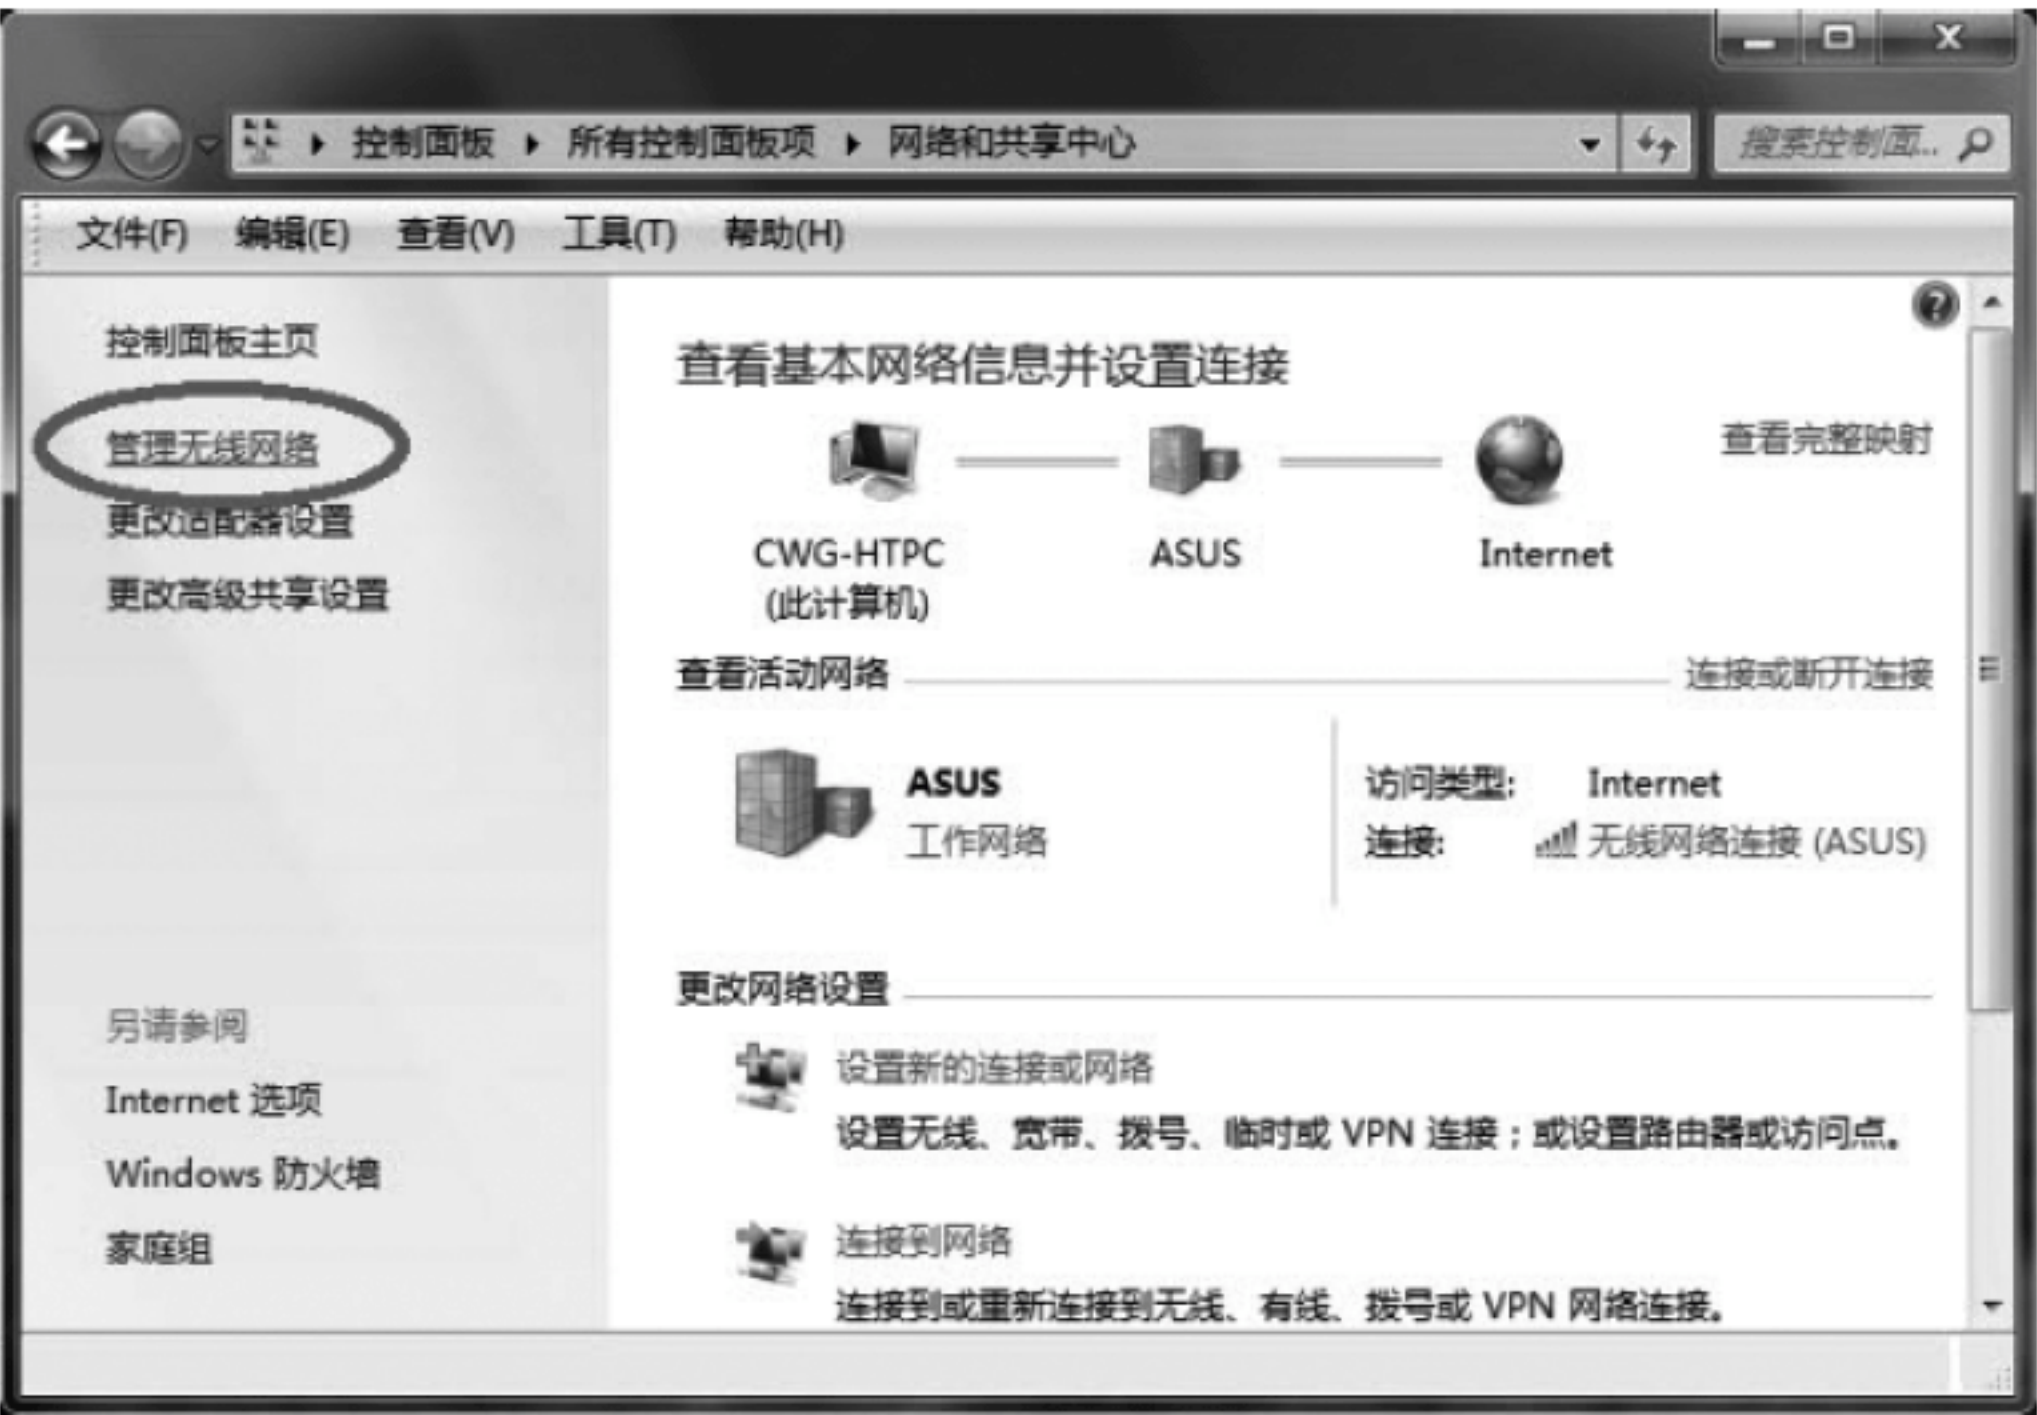 控制面板 ▸ 所有控制面板项 ▸ 网络和共享中心
搜索控制面...
文件(F) 编辑(E) 查看(V) 工具(T) 帮助(H)
控制面板主页
管理无线网络
更改适配器设置
更改高级共享设置
另请参阅
Internet 选项
Windows 防火墙
家庭组
查看基本网络信息并设置连接
查看完整映射
CWG-HTPC
(此计算机)
ASUS
Internet
查看活动网络
连接或断开连接
ASUS
工作网络
访问类型: Internet
连接: 无线网络连接 (ASUS)
更改网络设置
设置新的连接或网络
设置无线、宽带、拨号、临时或 VPN 连接；或设置路由器或访问点。
连接到网络
连接到或重新连接到无线、有线、拨号或 VPN 网络连接。